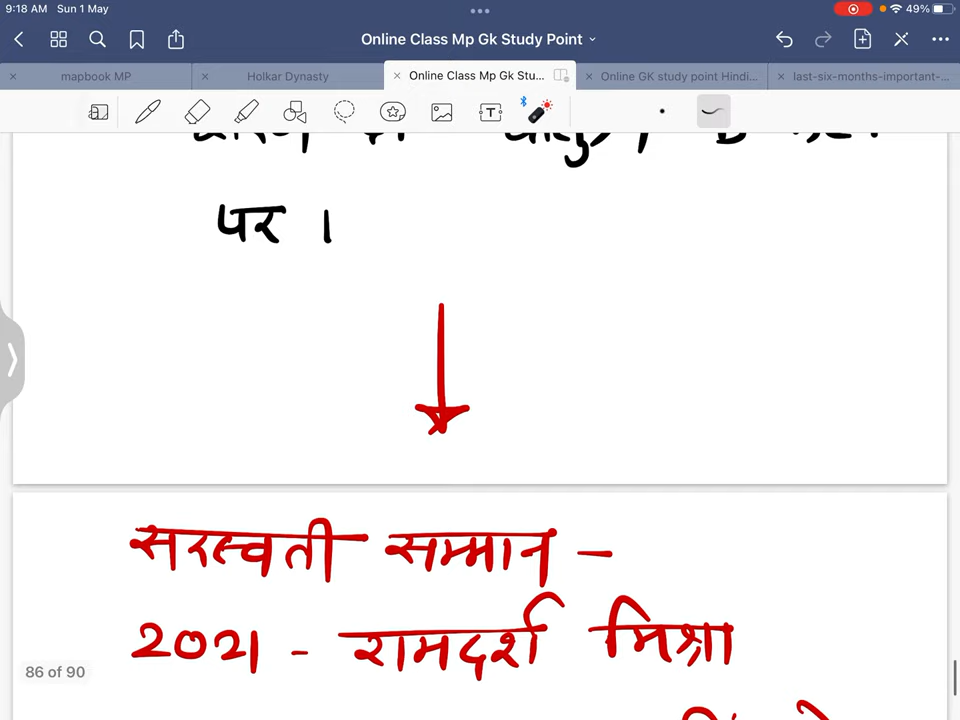 9:18 AM Sun 1 May
49%
Online Class Mp Gk Study Point
mapbook MP
Holkar Dynasty
Online Class Mp Gk Stu...
Online GK study point Hindi...
last-six-months-important-...
T
पर ।
सरस्वती सम्मान –
2021 - रामदर्श मिश्रा
86 of 90